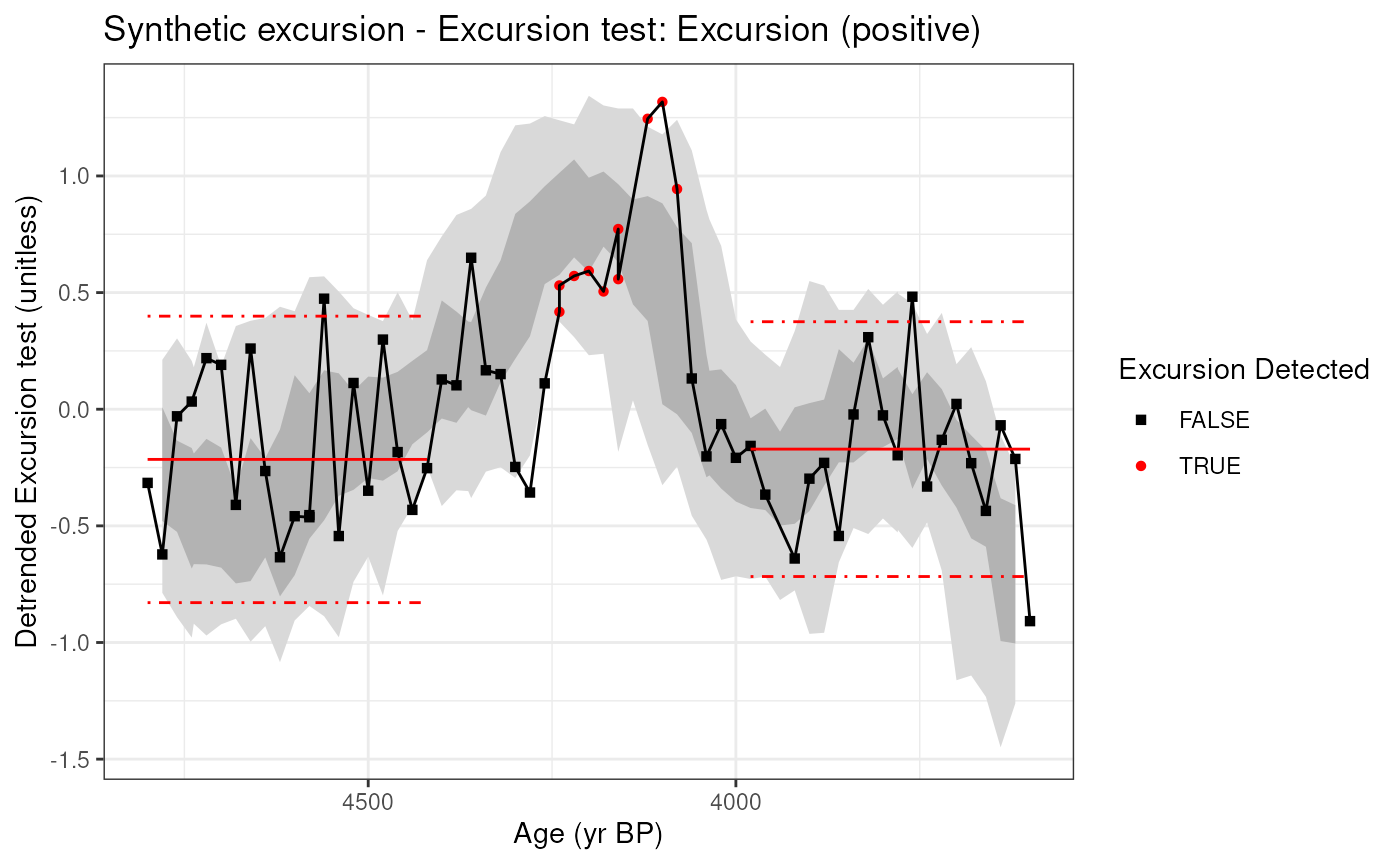 Synthetic excursion - Excursion test: Excursion (positive)
Detrended Excursion test (unitless)
1.0
0.5
0.0
-0.5
-1.0
-1.5
4500
4000
Age (yr BP)
Excursion Detected
FALSE
TRUE